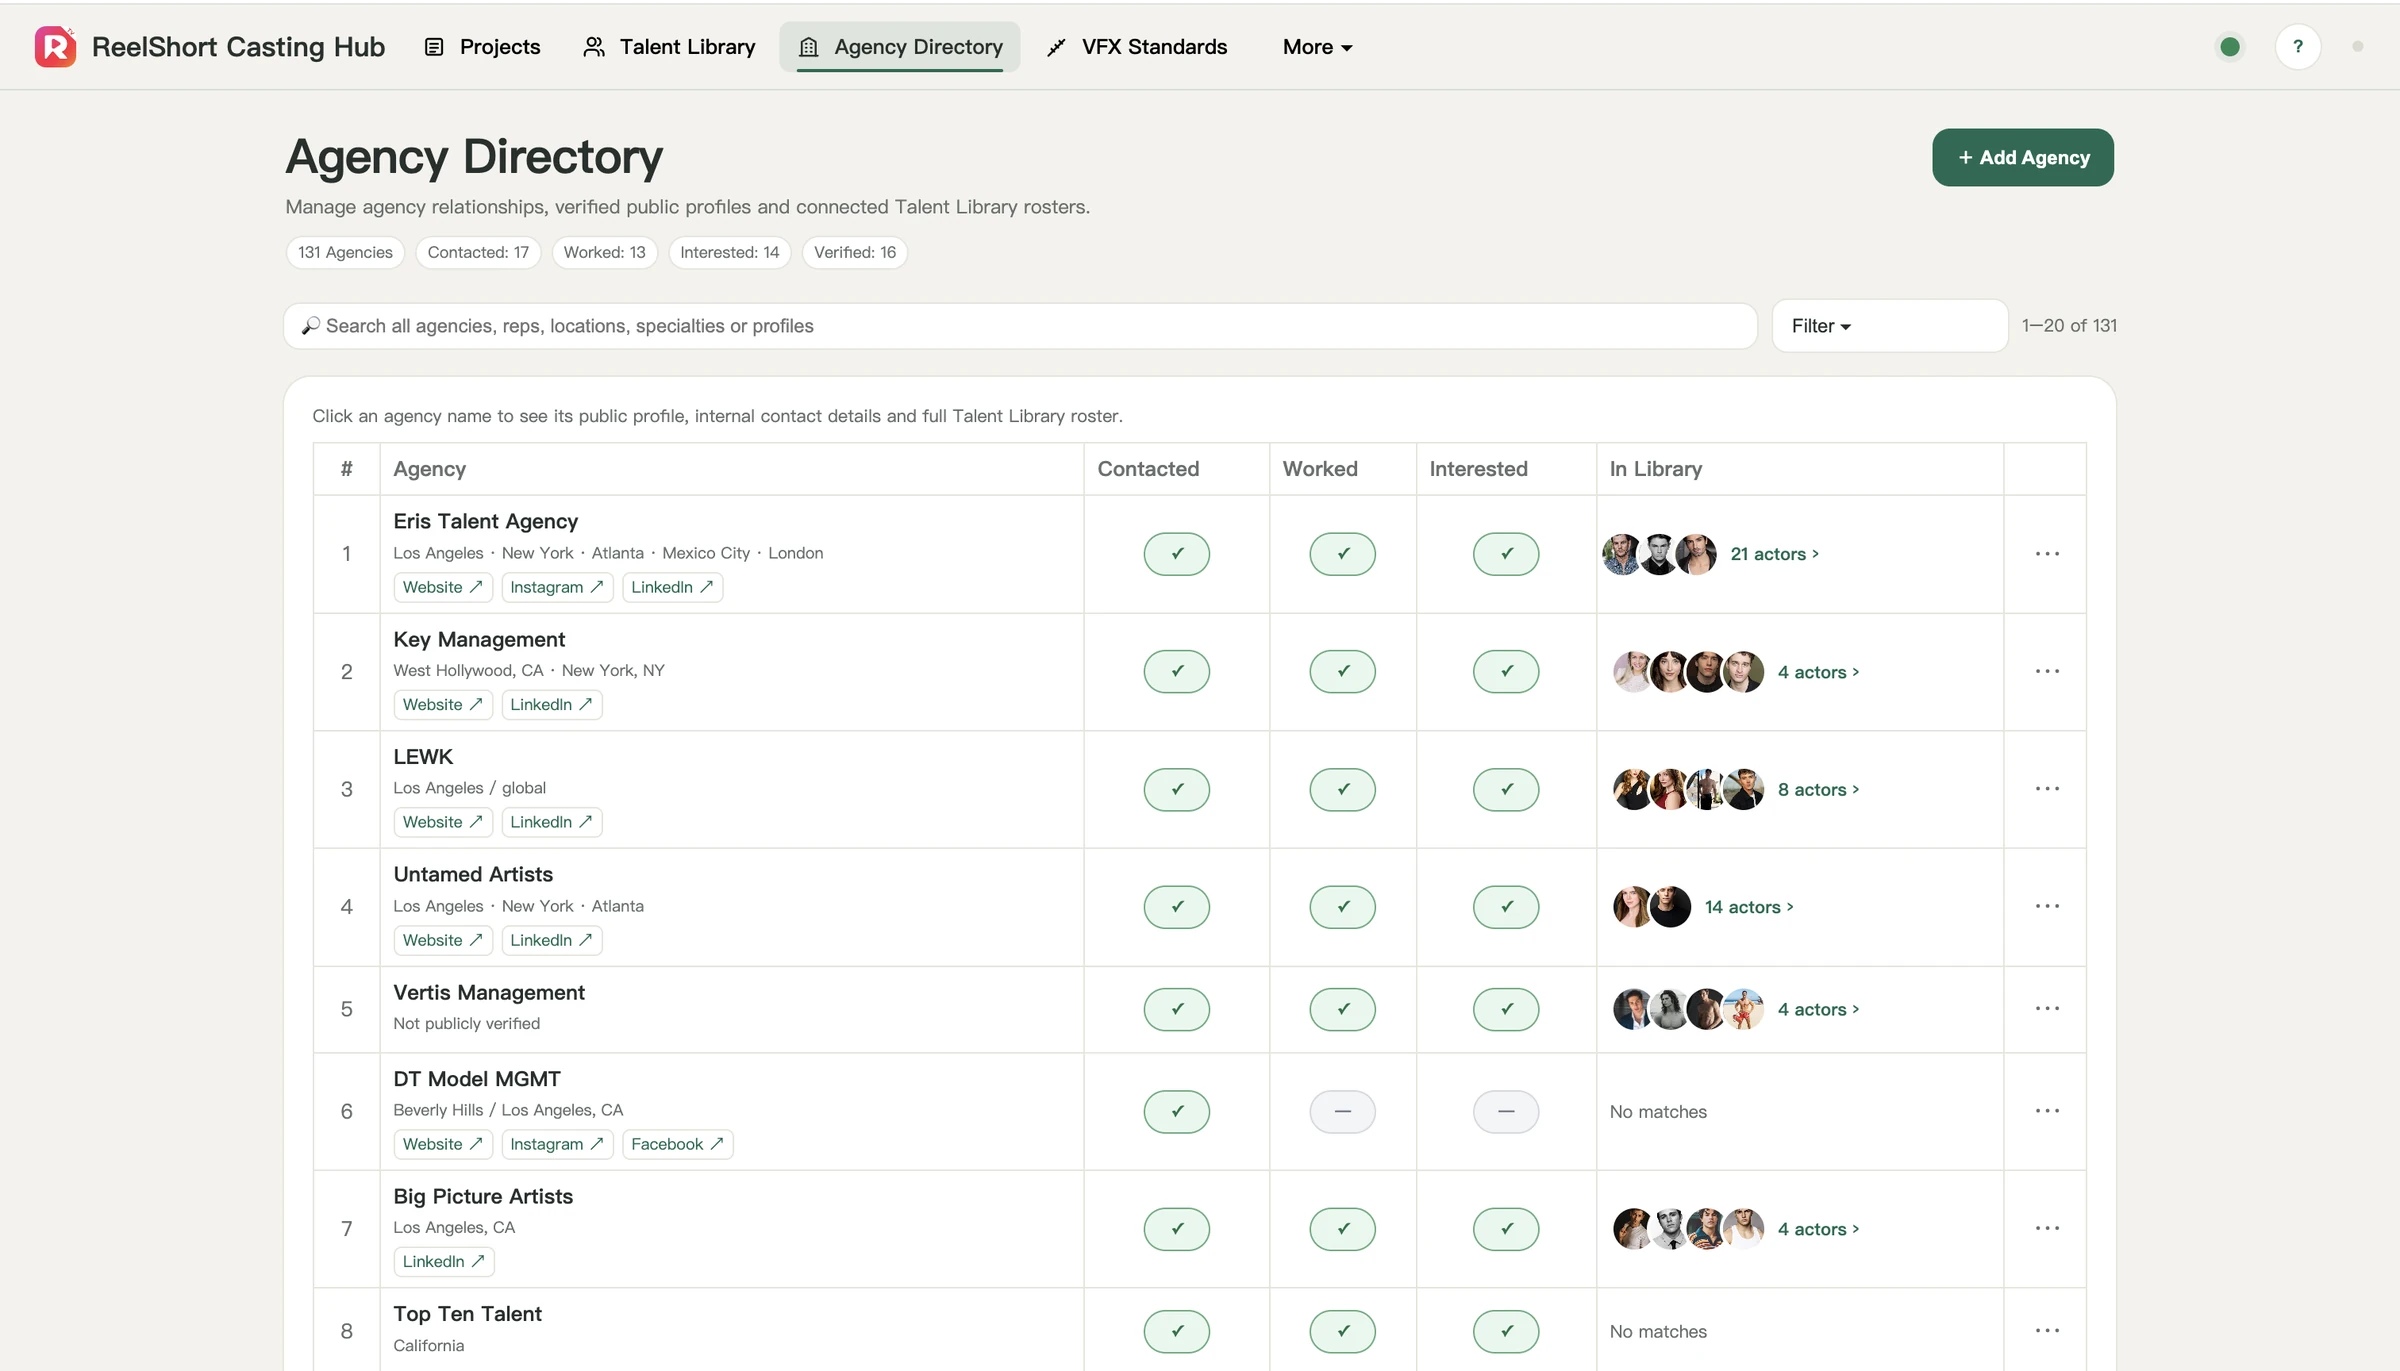 ReelShort Casting Hub Projects Talent Library Agency Directory VFX Standards More ?
Agency Directory
+ Add Agency
Manage agency relationships, verified public profiles and connected Talent Library rosters.
131 Agencies Contacted: 17 Worked: 13 Interested: 14 Verified: 16
Search all agencies, reps, locations, specialties or profiles Filter 1—20 of 131
Click an agency name to see its public profile, internal contact details and full Talent Library roster.
# Agency Contacted Worked Interested In Library
Eris Talent Agency
1 Los Angeles · New York · Atlanta · Mexico City · London ✓ ✓ ✓ 21 actors › ···
Website ↗ Instagram ↗ LinkedIn ↗
Key Management
2 West Hollywood, CA · New York, NY ✓ ✓ ✓ 4 actors › ···
Website ↗ LinkedIn ↗
LEWK
3 Los Angeles / global ✓ ✓ ✓ 8 actors › ···
Website ↗ LinkedIn ↗
Untamed Artists
4 Los Angeles · New York · Atlanta ✓ ✓ ✓ 14 actors › ···
Website ↗ LinkedIn ↗
Vertis Management
5 Not publicly verified ✓ ✓ ✓ 4 actors › ···
DT Model MGMT
6 Beverly Hills / Los Angeles, CA ✓ — — No matches ···
Website ↗ Instagram ↗ Facebook ↗
Big Picture Artists
7 Los Angeles, CA ✓ ✓ ✓ 4 actors › ···
LinkedIn ↗
Top Ten Talent
8 California ✓ ✓ ✓ No matches ···